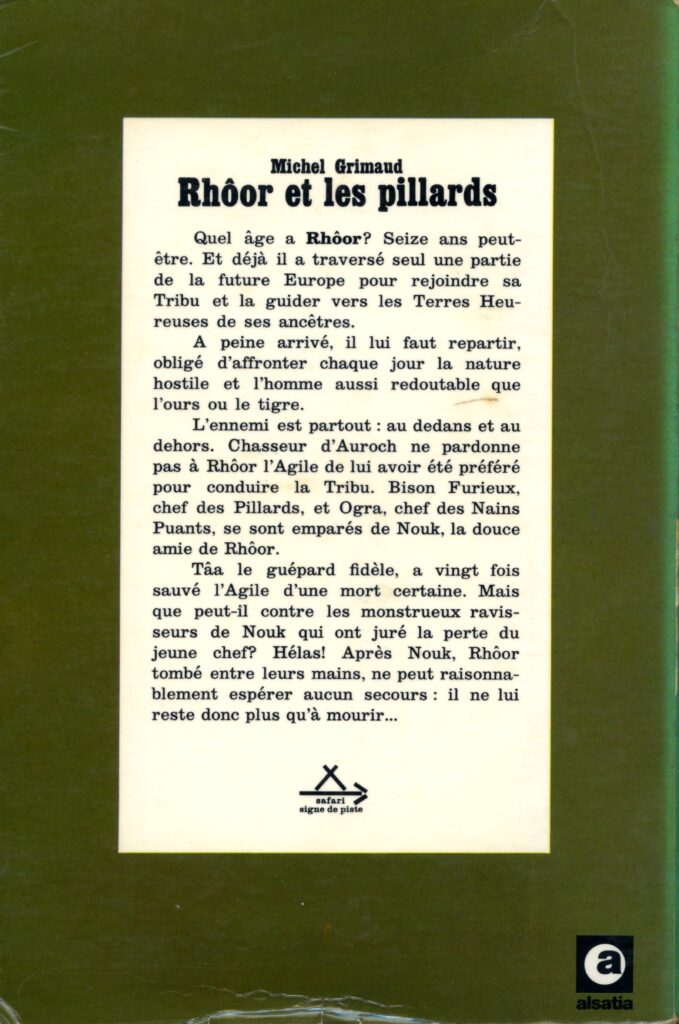 Michel Grimaud
Rhôor et les pillards
Quel âge a Rhôor? Seize ans peut-
être. Et déjà il a traversé seul une partie
de la future Europe pour rejoindre sa
Tribu et la guider vers les Terres Heu-
reuses de ses ancêtres.
A peine arrivé, il lui faut repartir,
obligé d'affronter chaque jour la nature
hostile et l'homme aussi redoutable que
l'ours ou le tigre.
L'ennemi est partout : au dedans et au
dehors. Chasseur d'Auroch ne pardonne
pas à Rhôor l'Agile de lui avoir été préféré
pour conduire la Tribu. Bison Furieux,
chef des Pillards, et Ogra, chef des Nains
Puants, se sont emparés de Nouk, la douce
amie de Rhôor.
Tâa le guépard fidèle, a vingt fois
sauvé l'Agile d'une mort certaine. Mais
que peut-il contre les monstrueux ravis-
seurs de Nouk qui ont juré la perte du
jeune chef? Hélas! Après Nouk, Rhôor
tombé entre leurs mains, ne peut raisonna-
blement espérer aucun secours : il ne lui
reste donc plus qu'à mourir...
safari
signe de piste
a
alsatia